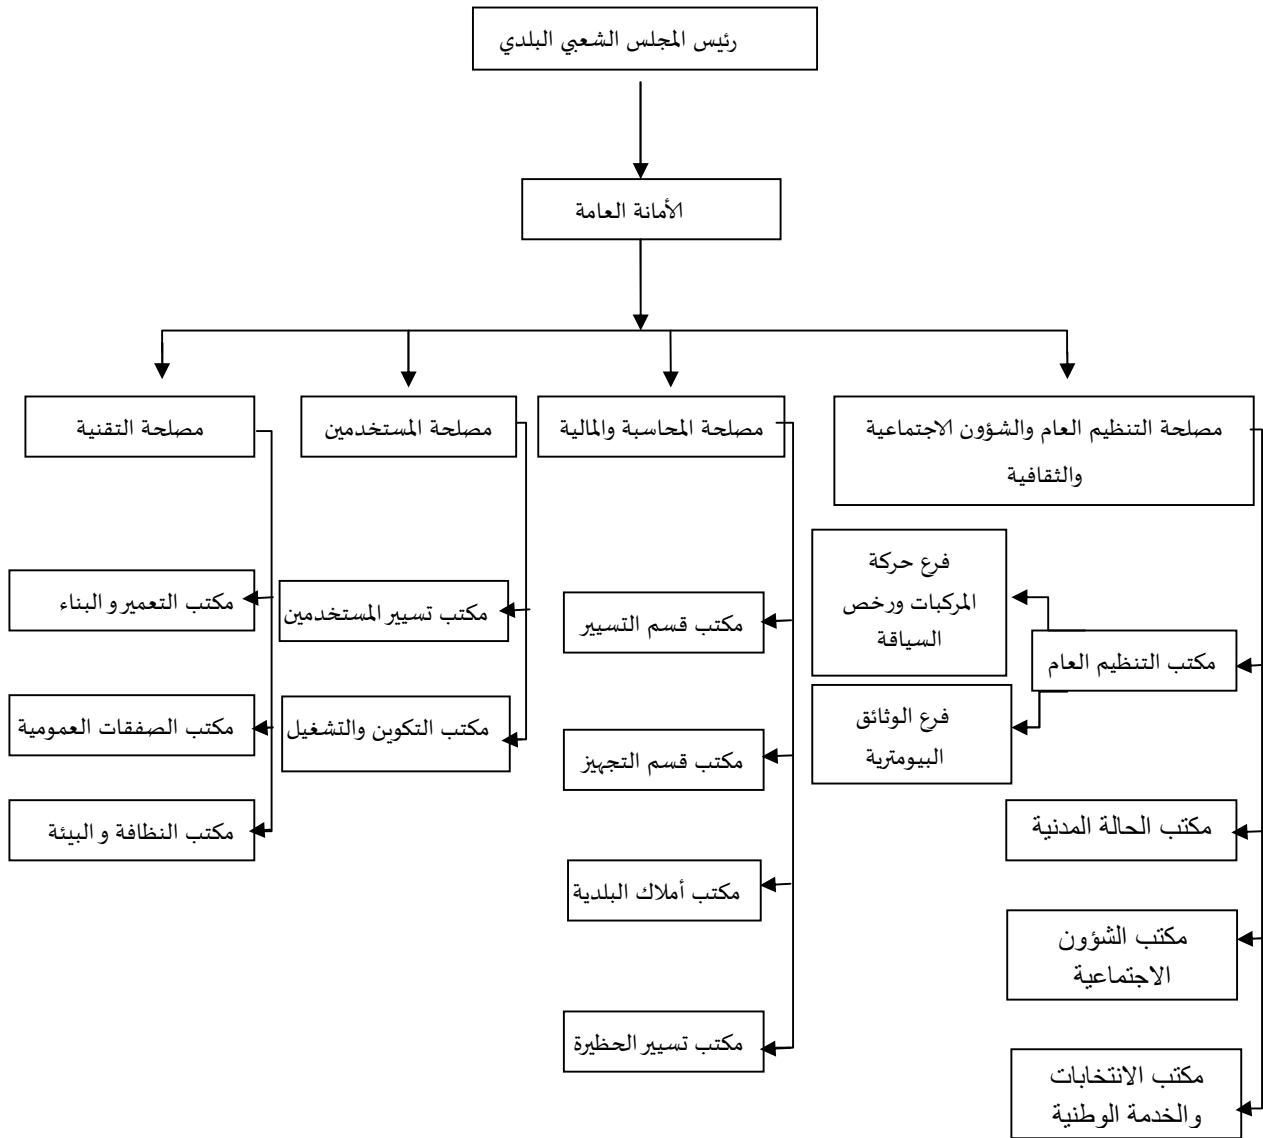 رئيس المجلس الشعبي البلدي
الأمانة العامة
مصلحة التنظيم العام والشؤون الاجتماعية
والثقافية
مصلحة المحاسبة والمالية
مصلحة المستخدمين
مصلحة التقنية
فرع حركة
المركبات ورخص
السياقة
مكتب التنظيم العام
فرع الوثائق
البيومترية
مكتب الحالة المدنية
مكتب الشؤون
الاجتماعية
مكتب الانتخابات
والخدمة الوطنية
مكتب قسم التسيير
مكتب قسم التجهيز
مكتب أملاك البلدية
مكتب تسيير الحظيرة
مكتب تسيير المستخدمين
مكتب التكوين والتشغيل
مكتب التعمير و البناء
مكتب الصفقات العمومية
مكتب النظافة و البيئة